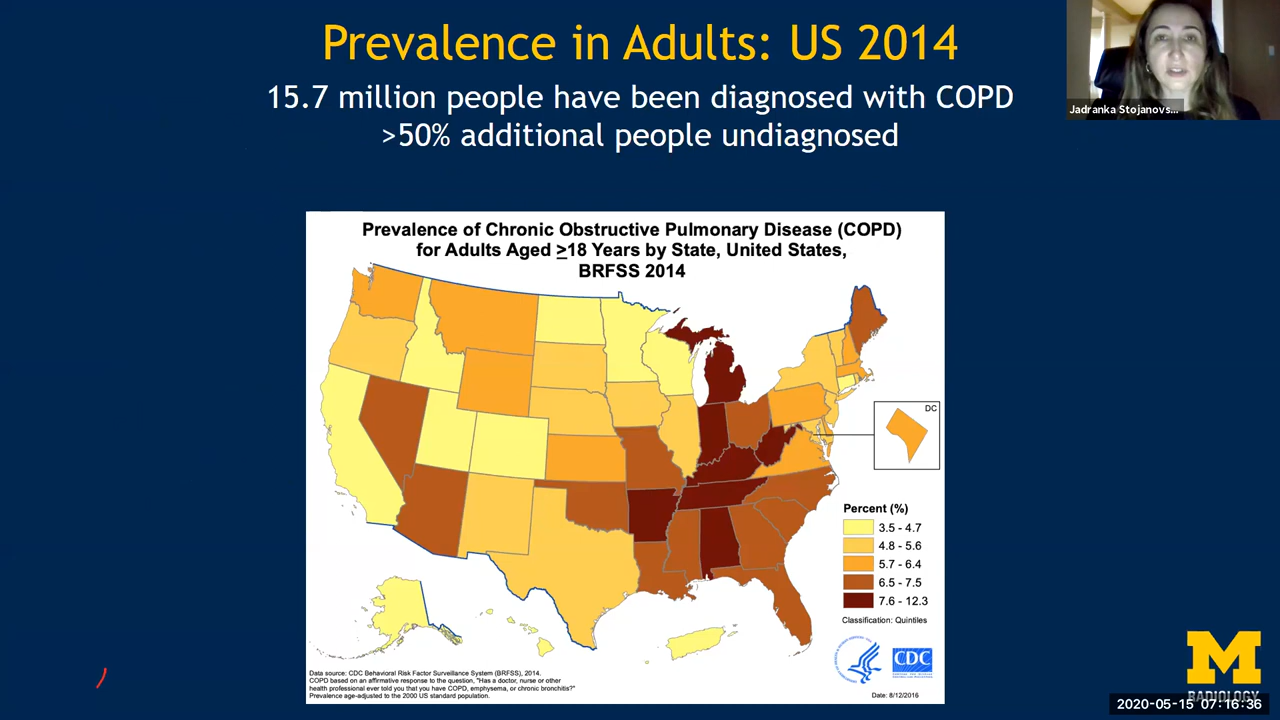 Prevalence in Adults: US 2014
15.7 million people have been diagnosed with COPD
>50% additional people undiagnosed
Jadranka Stojanovs...
Prevalence of Chronic Obstructive Pulmonary Disease (COPD)
for Adults Aged ≥18 Years by State, United States,
BRFSS 2014
DC
Percent (%)
3.5 - 4.7
4.8 - 5.6
5.7 - 6.4
6.5 - 7.5
7.6 - 12.3
Classification: Quintiles
CDC
Data source: CDC Behavioral Risk Factor Surveillance System (BRFSS), 2014.
COPD based on an affirmative response to the question, "Has a doctor, nurse or other
health professional ever told you that you have COPD, emphysema, or chronic bronchitis?"
Prevalence age-adjusted to the 2000 US standard population.
Date: 8/12/2016
M
RADIOLOGY
2020-05-15 07:16:36